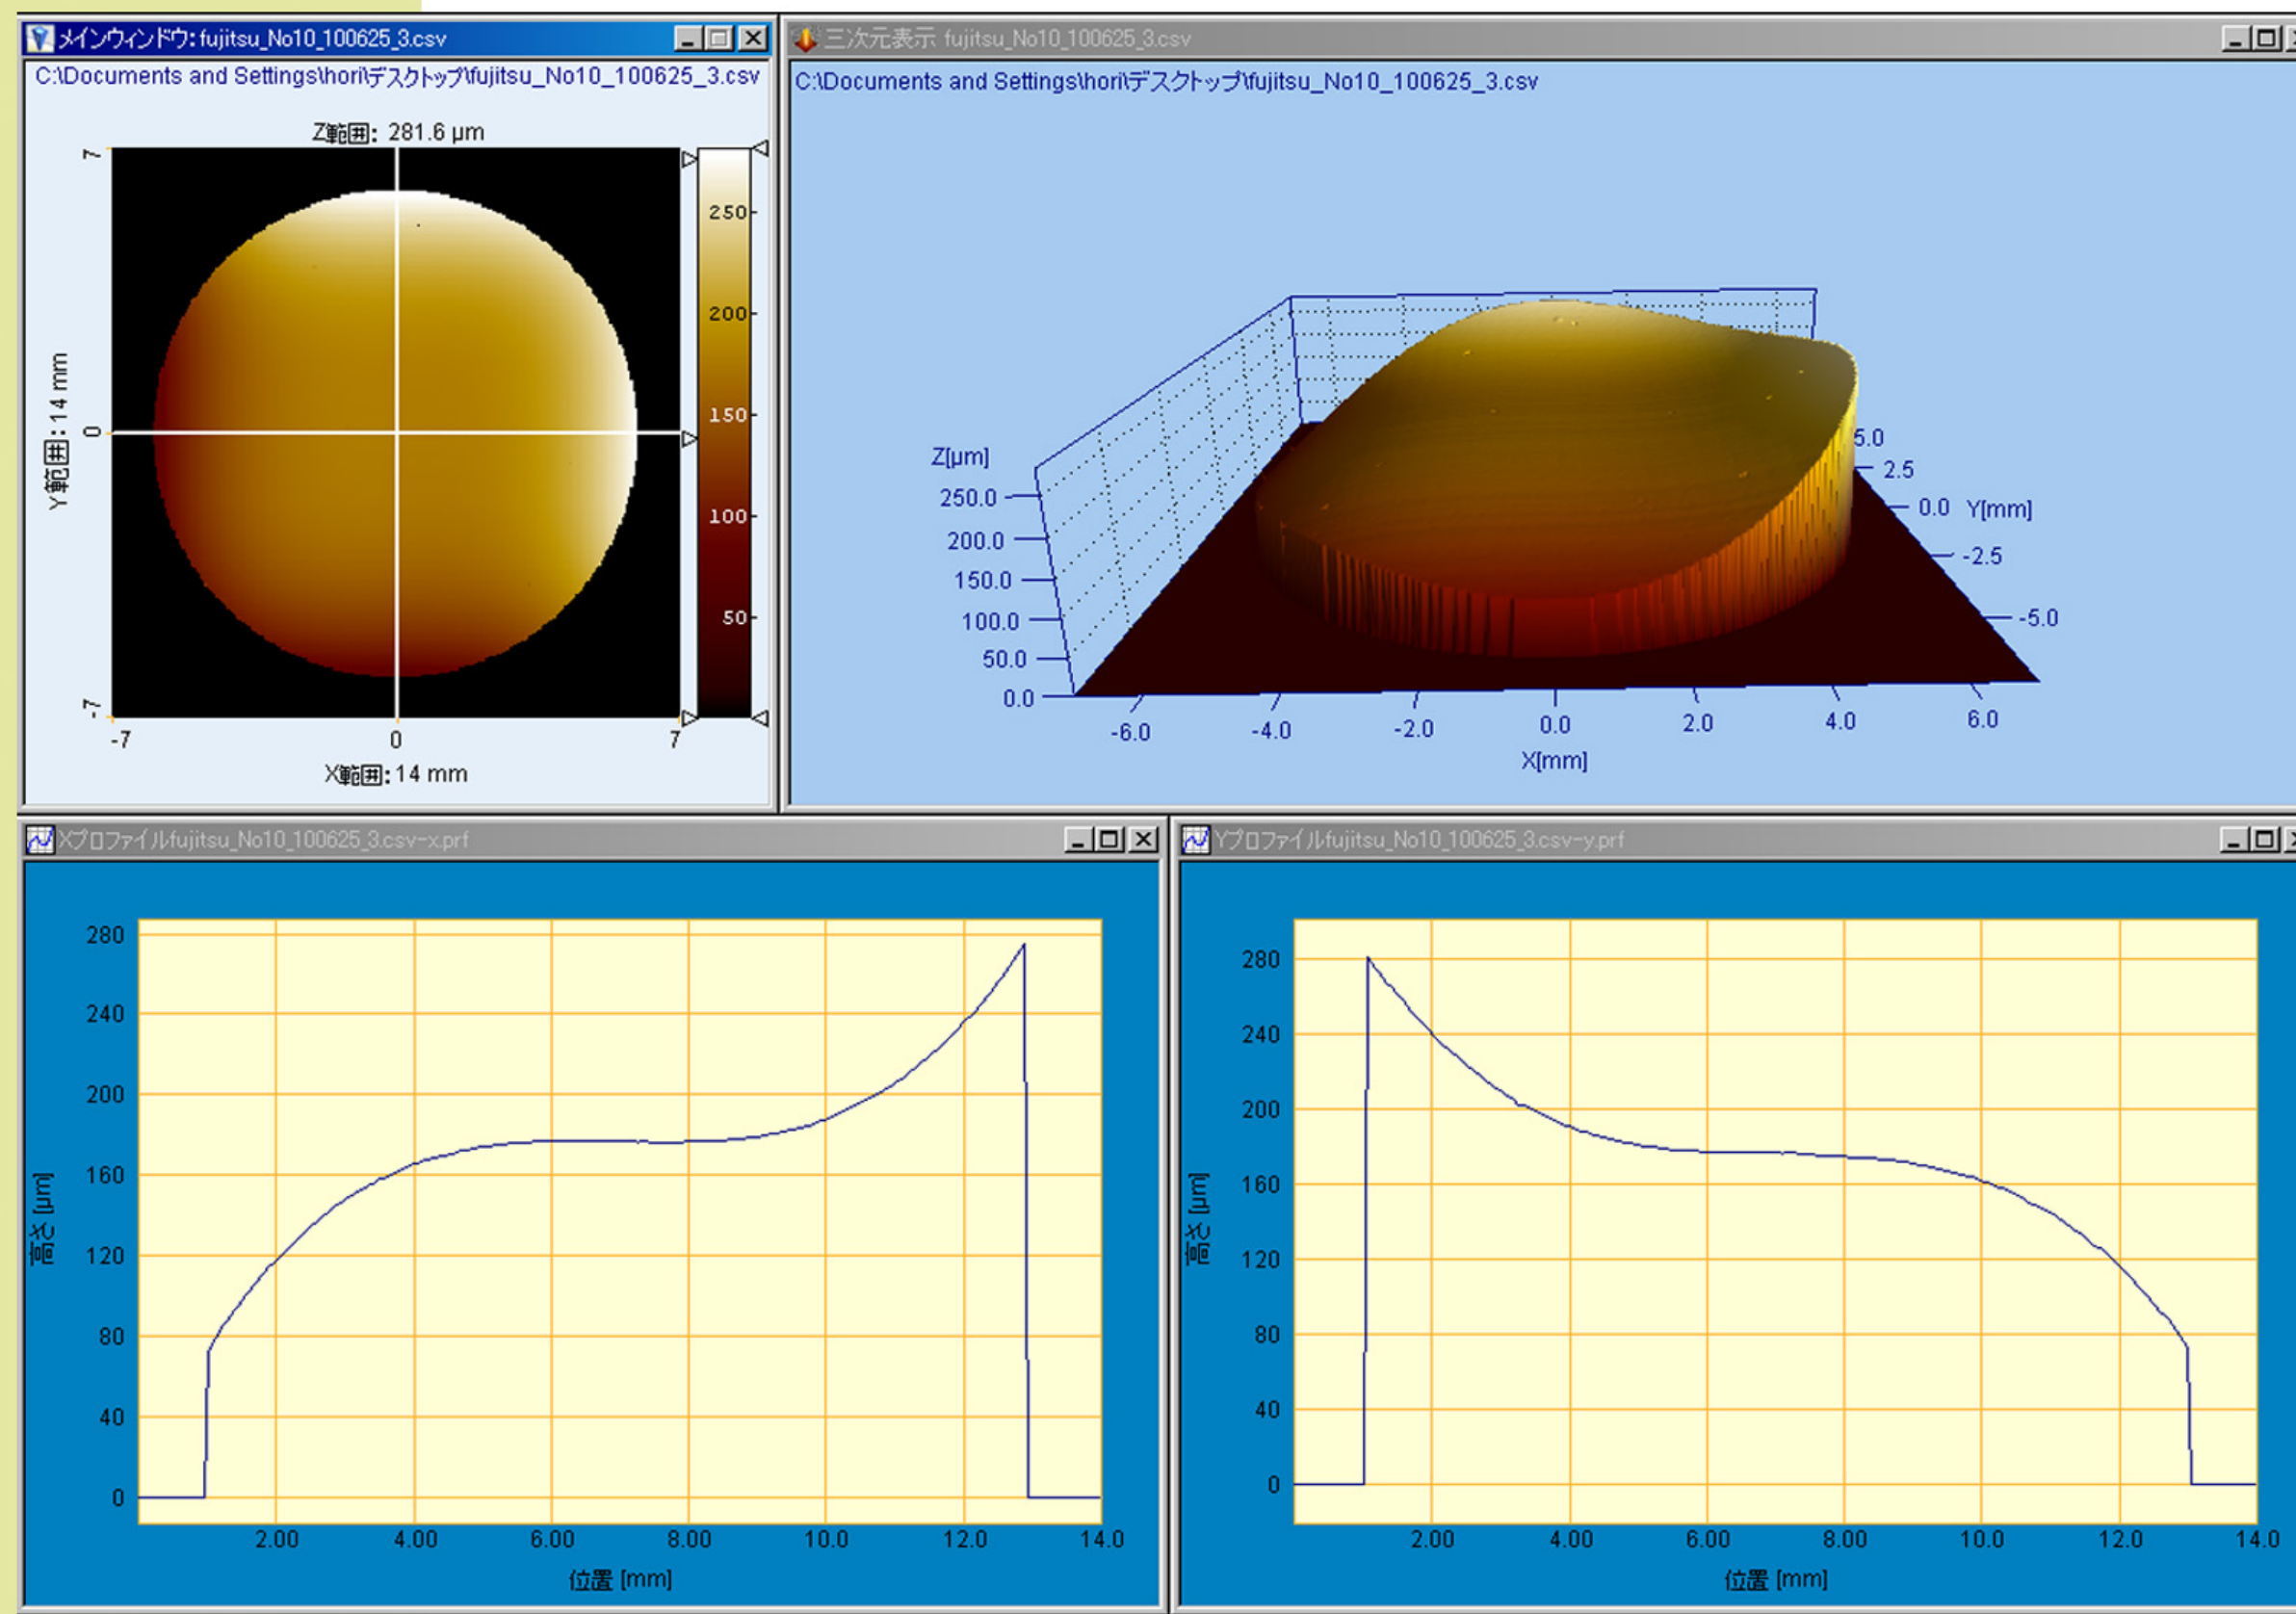 メインウィンドウ: fujitsu_No10_100625_3.csv
C:\Documents and Settings\hori\デスクトップ\fujitsu_No10_100625_3.csv
Z範囲: 281.6 µm
7
0
-7
Y範囲: 14 mm
250
200
150
100
50
-7 0 7
X範囲: 14 mm
三次元表示 fujitsu_No10_100625_3.csv
C:\Documents and Settings\hori\デスクトップ\fujitsu_No10_100625_3.csv
Z[µm]
250.0
200.0
150.0
100.0
50.0
0.0
5.0
2.5
0.0 Y[mm]
-2.5
-5.0
-6.0 -4.0 -2.0 0.0 2.0 4.0 6.0
X[mm]
Xプロファイルfujitsu_No10_100625_3.csv-x.prf
280
240
200
160
120
80
40
0
高さ [µm]
2.00 4.00 6.00 8.00 10.0 12.0 14.0
位置 [mm]
Yプロファイルfujitsu_No10_100625_3.csv-y.prf
280
240
200
160
120
80
40
0
高さ [µm]
2.00 4.00 6.00 8.00 10.0 12.0 14.0
位置 [mm]